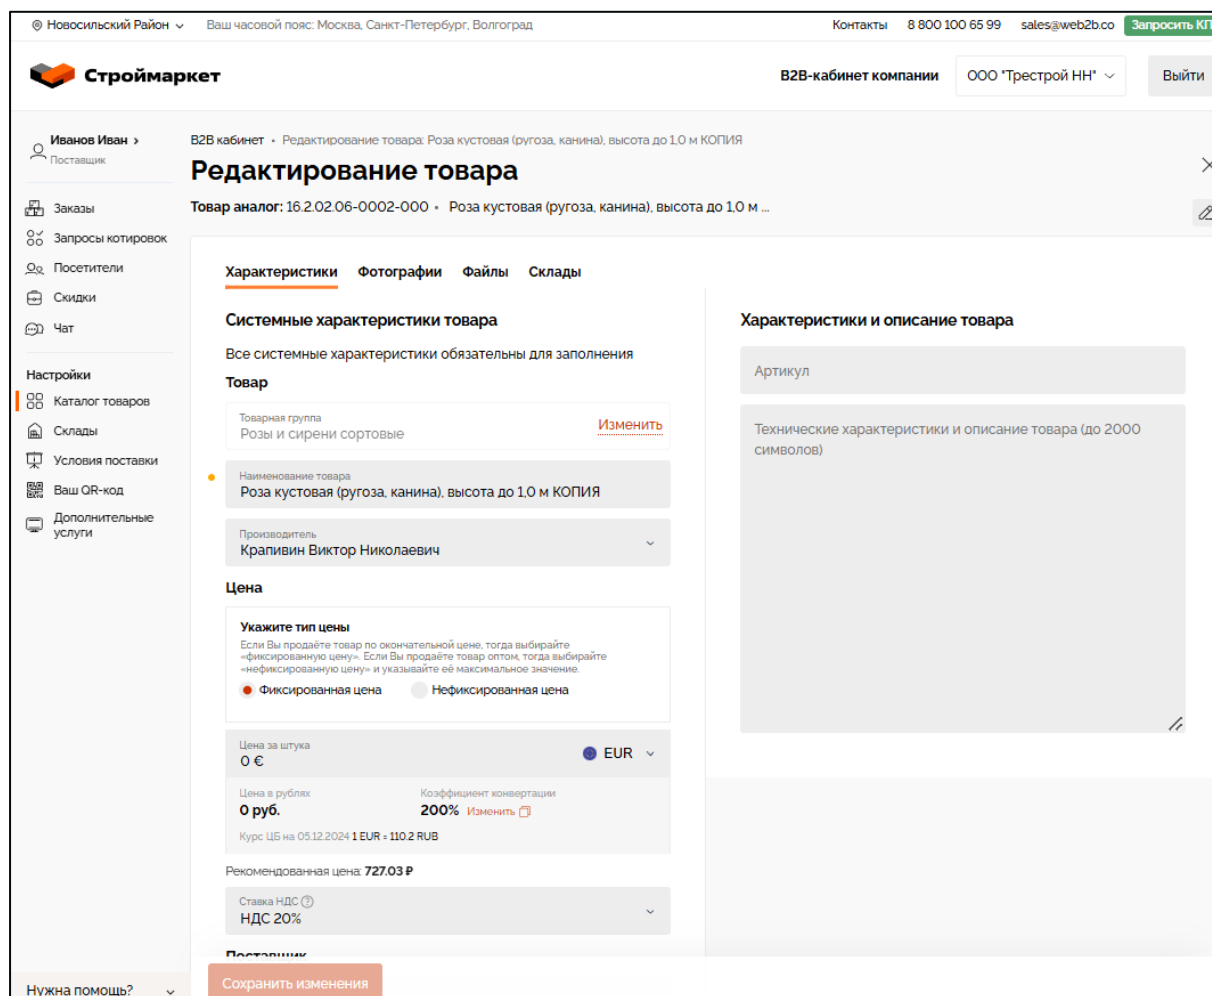 Новосильский Район
Ваш часовой пояс: Москва, Санкт-Петербург, Волгоград
Контакты
8 800 100 65 99
sales@web2b.co
Запросить КП
Строймаркет
B2B-кабинет компании
ООО "Трестрой НН"
Выйти
Иванов Иван >
Поставщик
Заказы
Запросы котировок
Посетители
Скидки
Чат
Настройки
Каталог товаров
Склады
Условия поставки
Ваш QR-код
Дополнительные
услуги
Нужна помощь?
B2B кабинет • Редактирование товара: Роза кустовая (ругоза, канина), высота до 1,0 м КОПИЯ
Редактирование товара
Товар аналог: 16.2.02.06-0002-000 • Роза кустовая (ругоза, канина), высота до 1,0 м ...
Характеристики
Фотографии
Файлы
Склады
Системные характеристики товара
Все системные характеристики обязательны для заполнения
Товар
Товарная группа
Розы и сирени сортовые
Изменить
Наименование товара
Роза кустовая (ругоза, канина), высота до 1,0 м КОПИЯ
Производитель
Крапивин Виктор Николаевич
Цена
Укажите тип цены
Если Вы продаёте товар по окончательной цене, тогда выбирайте
«фиксированную цену». Если Вы продаёте товар оптом, тогда выбирайте
«нефиксированную цену» и указывайте её максимальное значение.
Фиксированная цена
Нефиксированная цена
Цена за штука
0 €
EUR
Цена в рублях
0 руб.
Коэффициент конвертации
200% Изменить
Курс ЦБ на 05.12.2024 1 EUR = 110.2 RUB
Рекомендованная цена: 727.03 ₽
Ставка НДС
НДС 20%
Поставщик
Сохранить изменения
Характеристики и описание товара
Артикул
Технические характеристики и описание товара (до 2000
символов)